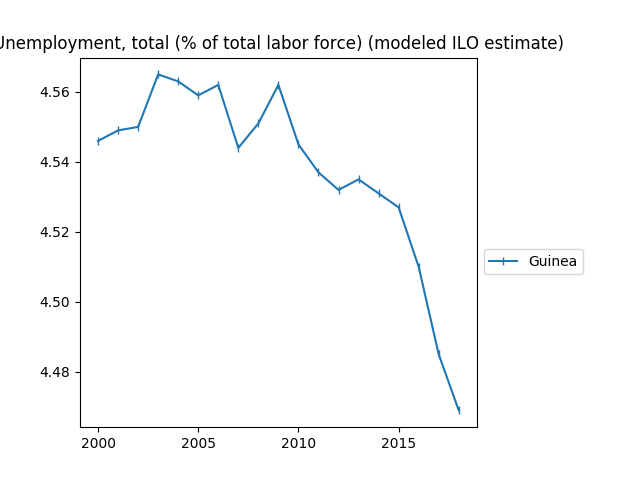 Unemployment, total (% of total labor force) (modeled ILO estimate)
4.56
4.54
4.52
4.50
4.48
Guinea
2000 2005 2010 2015